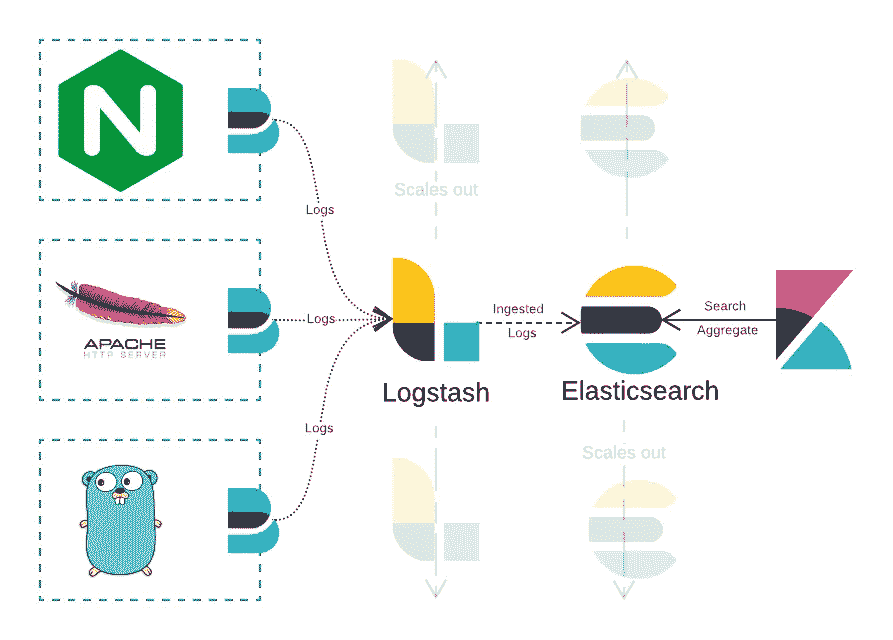 N
Logs
Scales out
APACHE
HTTP SERVER
Logs
Ingested
Logs
Search
Aggregate
Logstash
Elasticsearch
Logs
Scales out